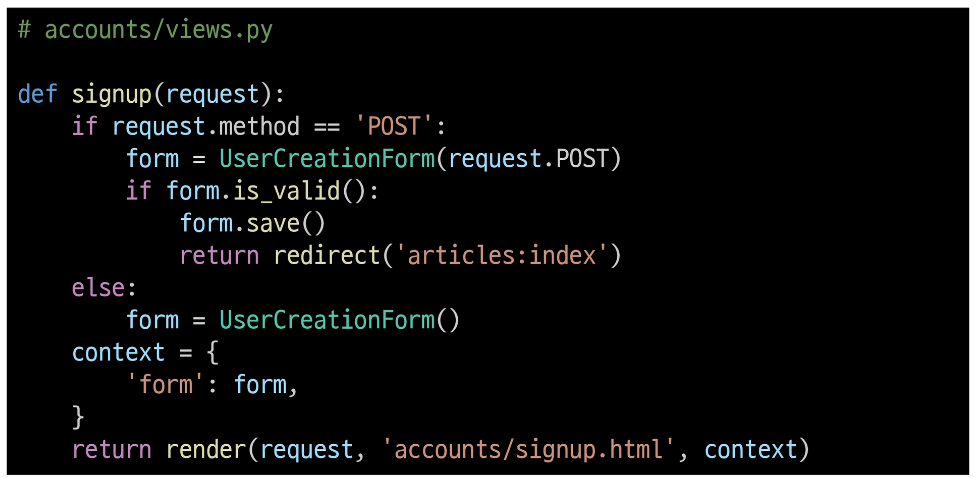 # accounts/views.py
def signup(request):
    if request.method == 'POST':
        form = UserCreationForm(request.POST)
        if form.is_valid():
            form.save()
            return redirect('articles:index')
    else:
        form = UserCreationForm()
    context = {
        'form': form,
    }
    return render(request, 'accounts/signup.html', context)